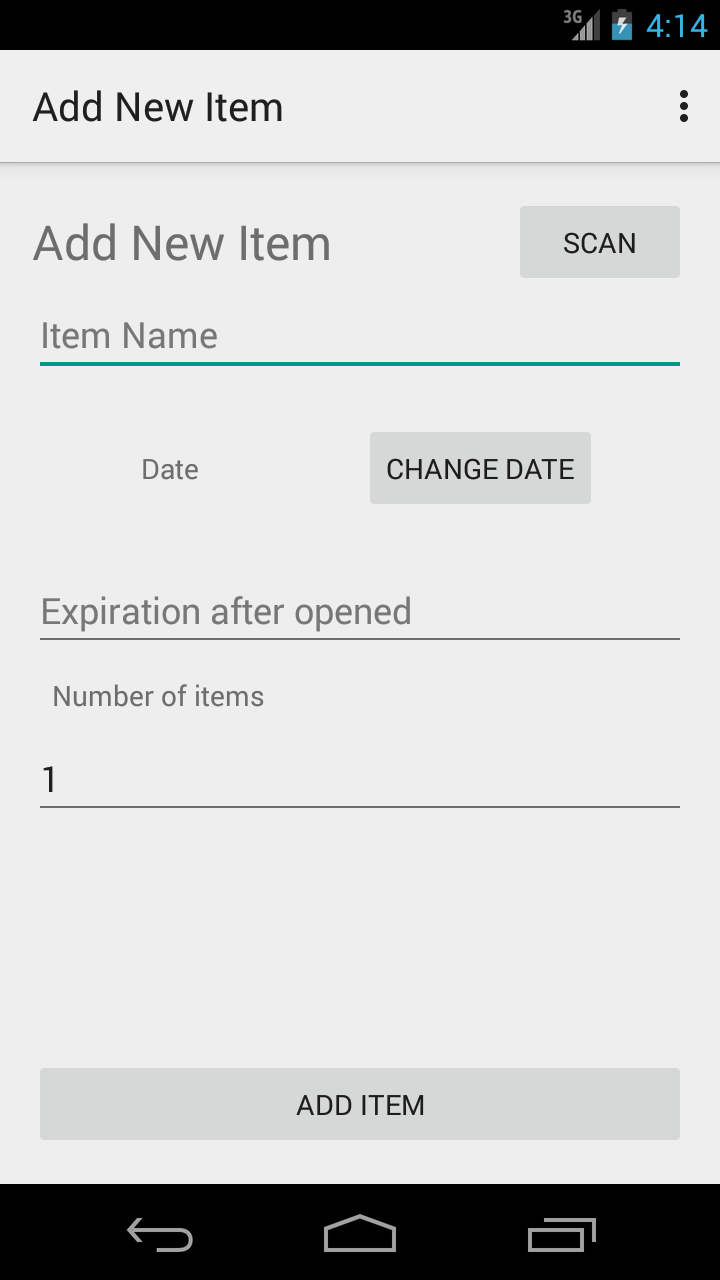 3G 4:14
Add New Item
Add New Item
SCAN
Item Name
Date
CHANGE DATE
Expiration after opened
Number of items
1
ADD ITEM